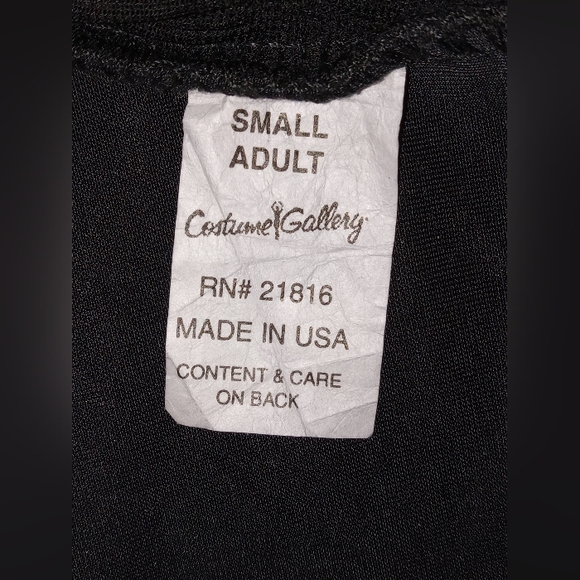 SMALL
ADULT
Costume Gallery
RN# 21816
MADE IN USA
CONTENT & CARE
ON BACK